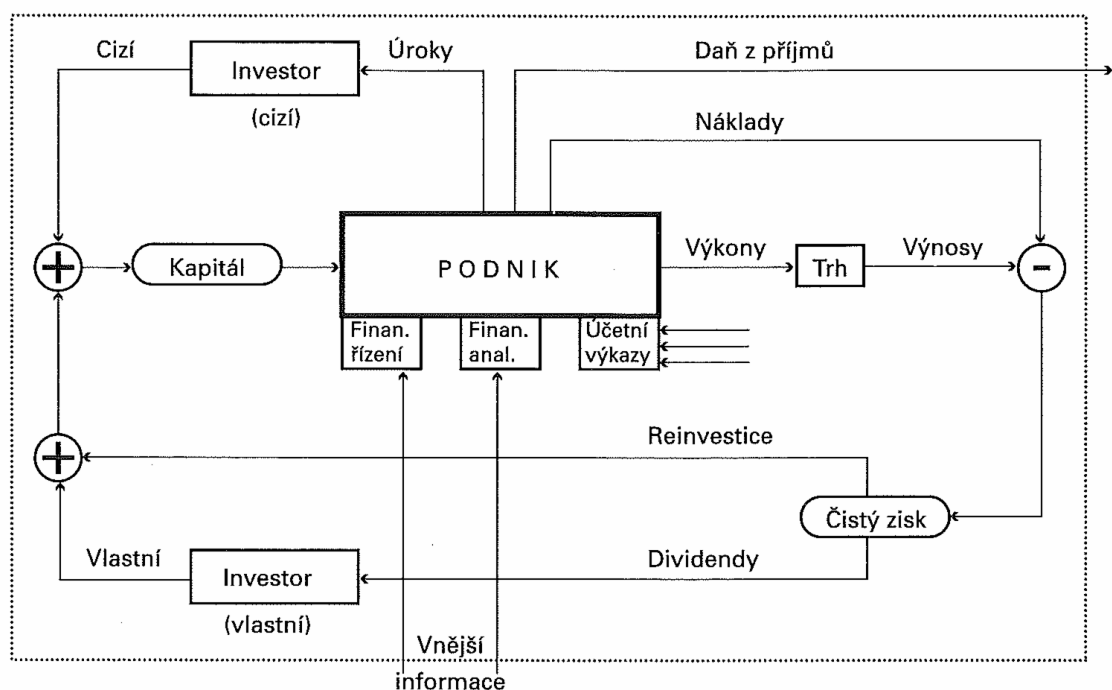 Cizí
Úroky
Daň z příjmů
Investor
(cizí)
Náklady
+
Kapitál
PODNIK
Výkony
Trh
Výnosy
-
Finan.
řízení
Finan.
anal.
Účetní
výkazy
+
Reinvestice
Čistý zisk
Vlastní
Investor
(vlastní)
Dividendy
Vnější
informace